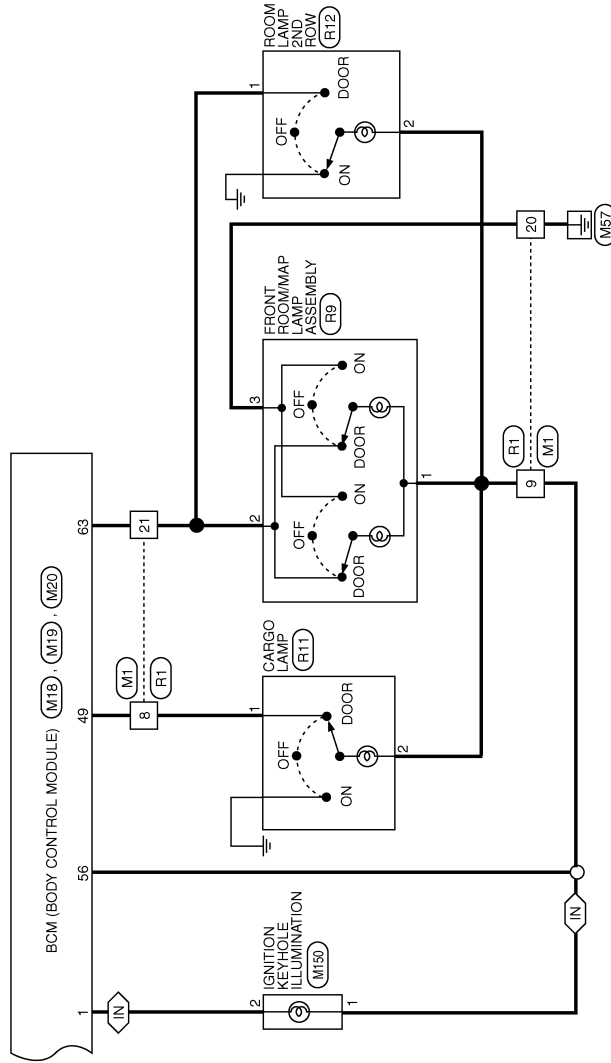 BCM (BODY CONTROL MODULE) M18 , M19 , M20
1
56
49
63
IN
M1
8
R1
21
IGNITION
KEYHOLE
ILLUMINATION
M150
2
1
CARGO
LAMP
R11
1
OFF
ON
DOOR
2
FRONT
ROOM/MAP
LAMP
ASSEMBLY
R9
2
3
OFF
DOOR
ON
OFF
DOOR
ON
1
ROOM
LAMP
2ND
ROW
R12
1
OFF
ON
DOOR
2
IN
R1
9
M1
20
M57